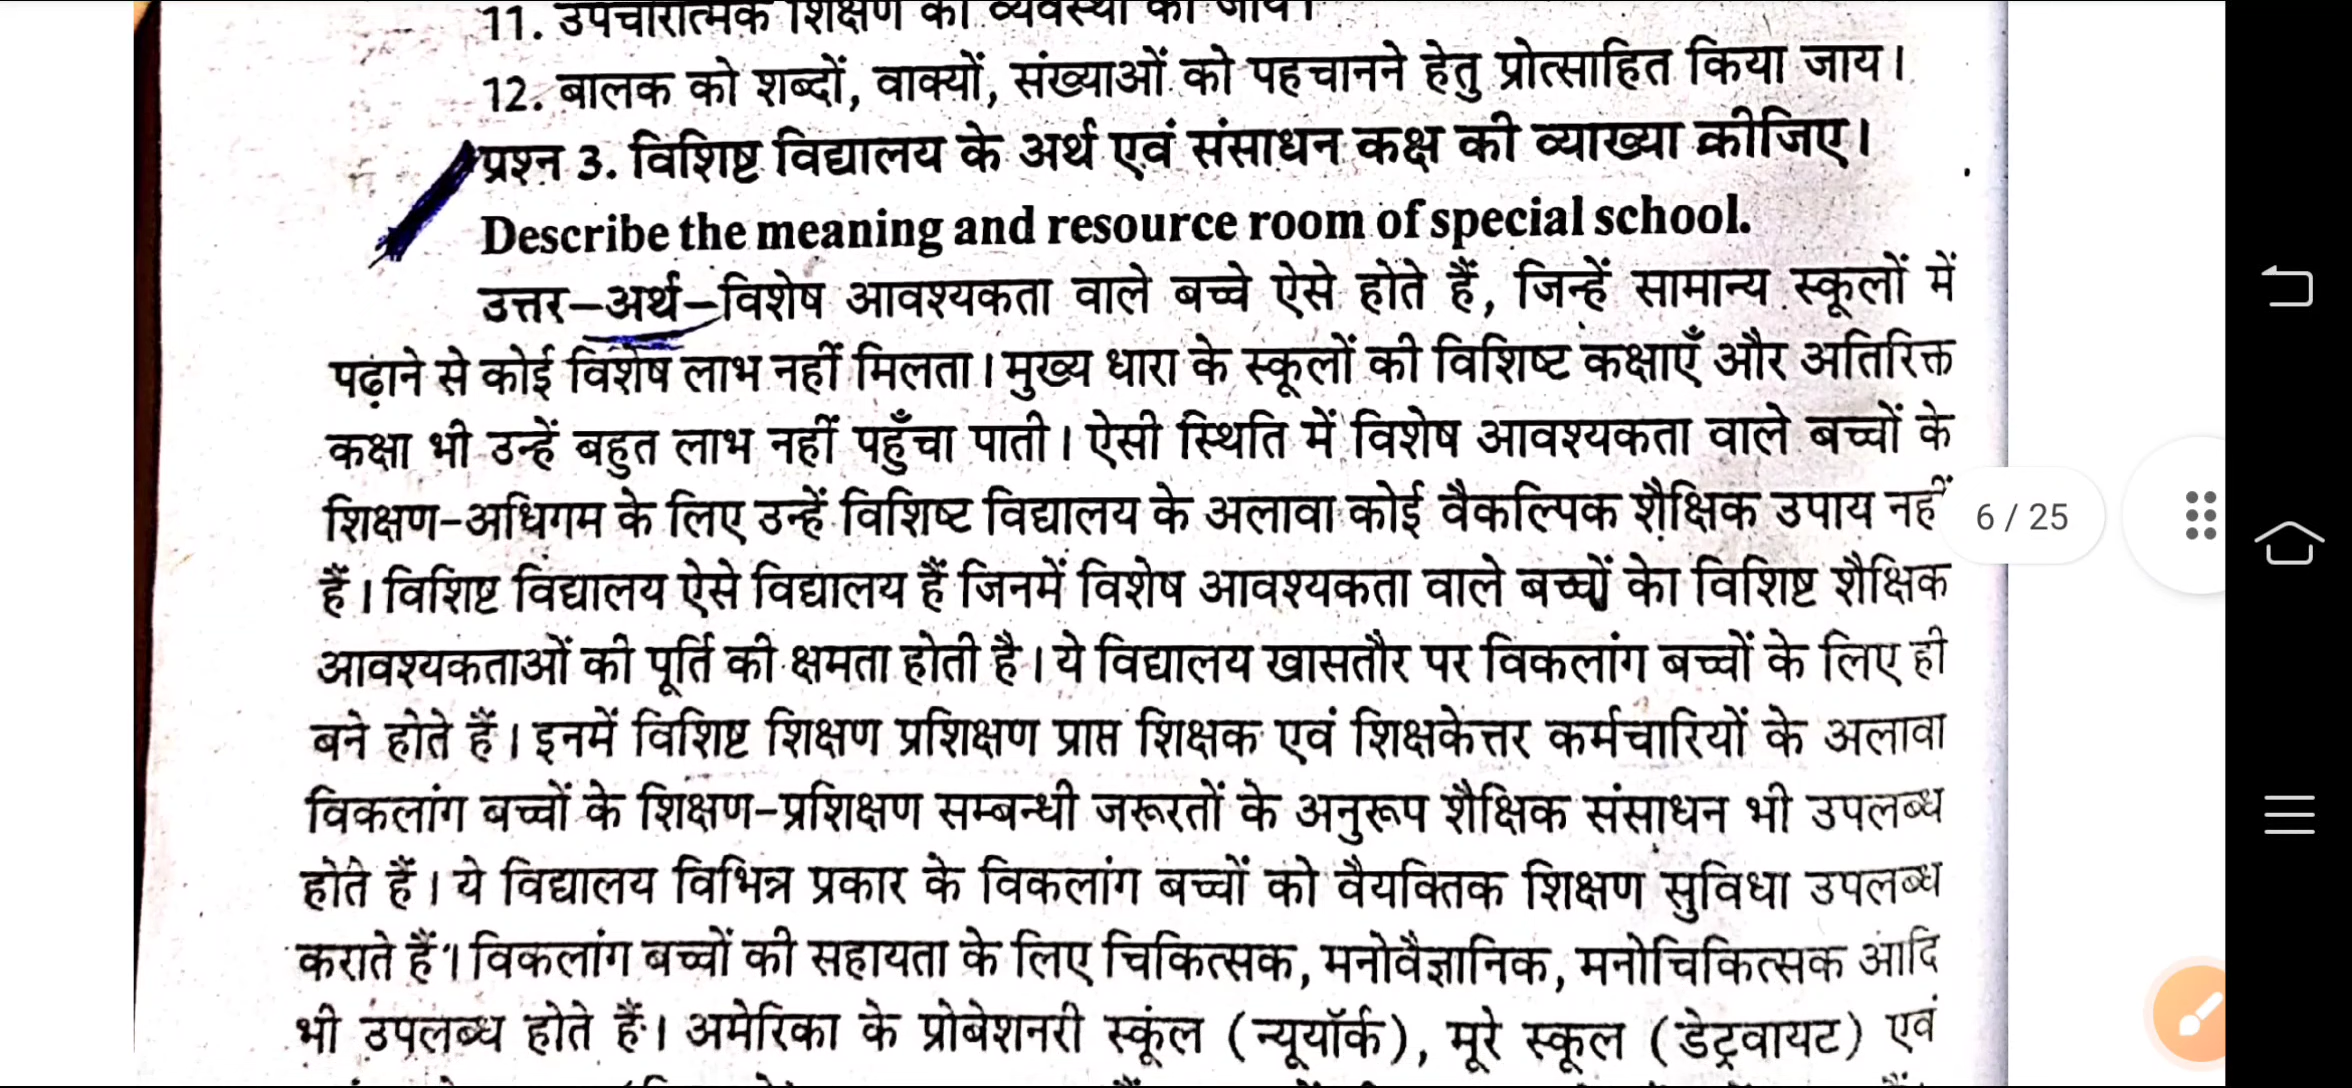 11. उपचारात्मक शिक्षण की व्यवस्था की जाय।
12. बालक को शब्दों, वाक्यों, संख्याओं को पहचानने हेतु प्रोत्साहित किया जाय।
प्रश्न 3. विशिष्ट विद्यालय के अर्थ एवं संसाधन कक्ष की व्याख्या कीजिए।
Describe the meaning and resource room of special school.
उत्तर–अर्थ–विशेष आवश्यकता वाले बच्चे ऐसे होते हैं, जिन्हें सामान्य स्कूलों में
पढ़ाने से कोई विशेष लाभ नहीं मिलता। मुख्य धारा के स्कूलों की विशिष्ट कक्षाएँ और अतिरिक्त
कक्षा भी उन्हें बहुत लाभ नहीं पहुँचा पाती। ऐसी स्थिति में विशेष आवश्यकता वाले बच्चों के
शिक्षण-अधिगम के लिए उन्हें विशिष्ट विद्यालय के अलावा कोई वैकल्पिक शैक्षिक उपाय नहीं
हैं। विशिष्ट विद्यालय ऐसे विद्यालय हैं जिनमें विशेष आवश्यकता वाले बच्चों केा विशिष्ट शैक्षिक
आवश्यकताओं की पूर्ति की क्षमता होती है। ये विद्यालय खासतौर पर विकलांग बच्चों के लिए ही
बने होते हैं। इनमें विशिष्ट शिक्षण प्रशिक्षण प्राप्त शिक्षक एवं शिक्षकेत्तर कर्मचारियों के अलावा
विकलांग बच्चों के शिक्षण-प्रशिक्षण सम्बन्धी जरूरतों के अनुरूप शैक्षिक संसाधन भी उपलब्ध
होते हैं। ये विद्यालय विभिन्न प्रकार के विकलांग बच्चों को वैयक्तिक शिक्षण सुविधा उपलब्ध
कराते हैं। विकलांग बच्चों की सहायता के लिए चिकित्सक, मनोवैज्ञानिक, मनोचिकित्सक आदि
भी उपलब्ध होते हैं। अमेरिका के प्रोबेशनरी स्कूल (न्यूयॉर्क), मूरे स्कूल (डेट्रवायट) एवं
6 / 25